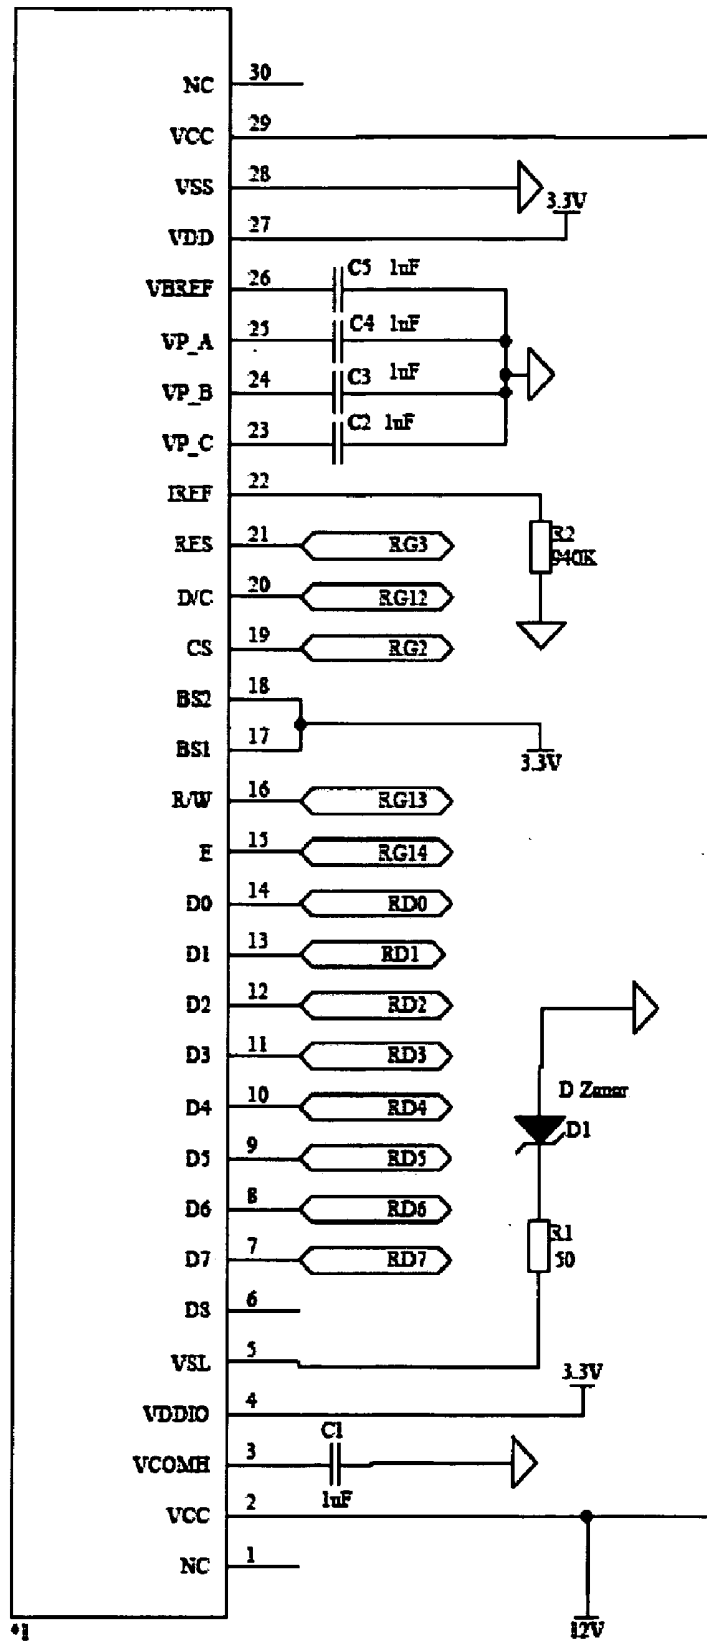 NC 30
VCC 29
VSS 28
3.3V
VDD 27
VBREF 26 C5 1uF
VP_A 25 C4 1uF
VP_B 24 C3 1uF
VP_C 23 C2 1uF
IREF 22
R2
940K
RES 21 RG3
D/C 20 RG12
CS 19 RG2
BS2 18
BS1 17
3.3V
R/W 16 RG13
E 15 RG14
D0 14 RD0
D1 13 RD1
D2 12 RD2
D3 11 RD3
D Zanar
D4 10 RD4
D1
D5 9 RD5
D6 8 RD6
R1
50
D7 7 RD7
D8 6
VSL 5
3.3V
VDDIO 4
C1
VCOMH 3
1uF
VCC 2
NC 1
*1
12V